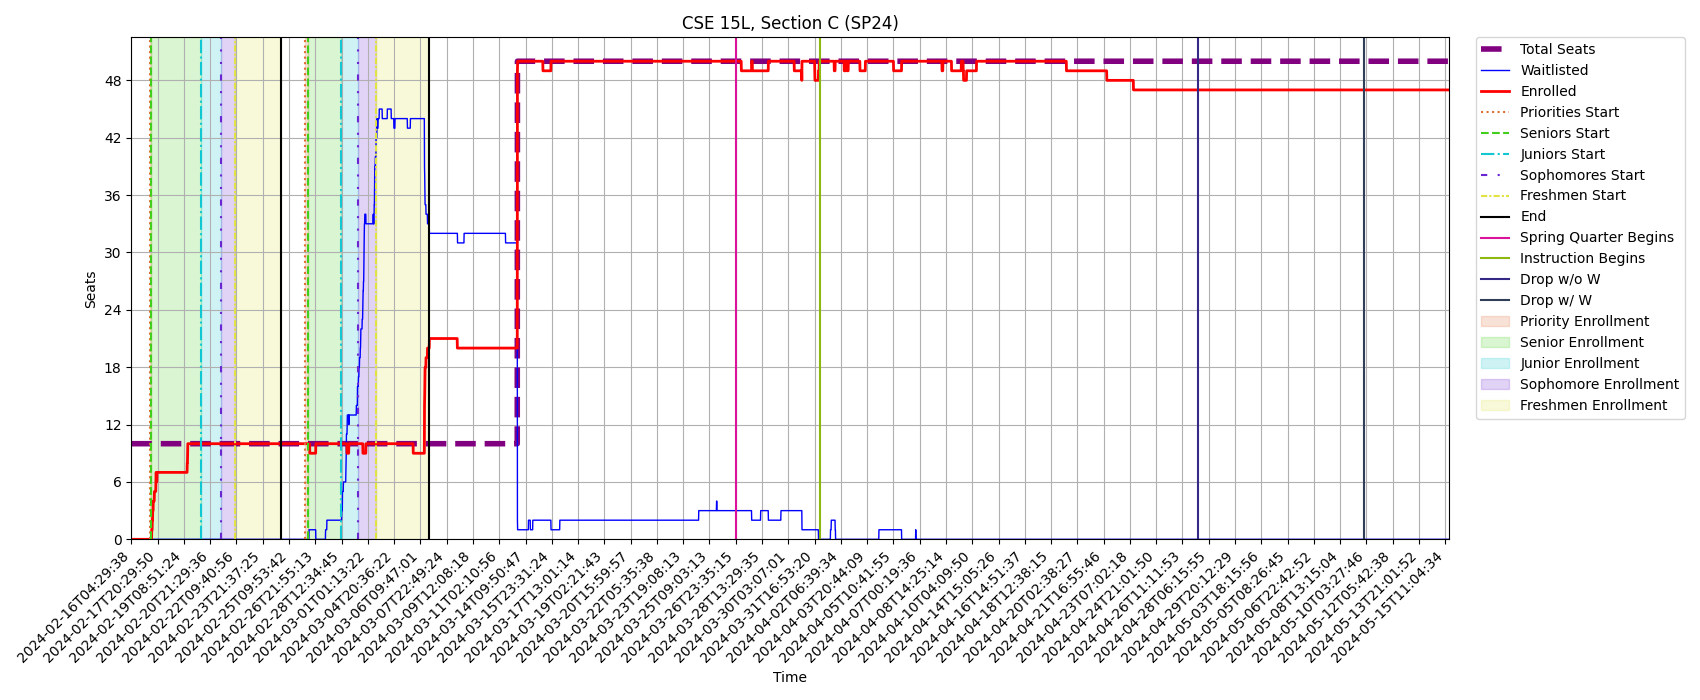 CSE 15L, Section C (SP24)
Seats
48
42
36
30
24
18
12
6
0
2024-02-16T04:29:38
2024-02-17T20:29:50
2024-02-19T08:51:24
2024-02-20T21:29:36
2024-02-22T09:40:56
2024-02-23T21:37:25
2024-02-25T09:53:42
2024-02-26T21:55:13
2024-02-28T12:34:45
2024-03-01T01:13:22
2024-03-04T20:36:22
2024-03-06T09:47:01
2024-03-07T22:49:24
2024-03-09T12:08:18
2024-03-11T02:10:56
2024-03-14T09:50:47
2024-03-15T23:31:24
2024-03-17T13:01:14
2024-03-19T02:21:43
2024-03-20T15:59:57
2024-03-22T05:35:38
2024-03-23T19:08:13
2024-03-25T09:03:13
2024-03-26T23:35:15
2024-03-28T13:29:35
2024-03-30T03:07:01
2024-03-31T16:53:20
2024-04-02T06:39:34
2024-04-03T20:44:09
2024-04-05T10:41:55
2024-04-07T00:19:36
2024-04-08T14:25:14
2024-04-10T04:09:50
2024-04-14T15:05:26
2024-04-16T14:51:37
2024-04-18T12:38:15
2024-04-20T02:38:27
2024-04-21T16:55:46
2024-04-23T07:02:18
2024-04-24T21:01:50
2024-04-26T11:11:53
2024-04-28T06:15:55
2024-04-29T20:12:29
2024-05-03T18:15:56
2024-05-05T08:26:45
2024-05-06T22:42:52
2024-05-08T13:15:04
2024-05-10T03:27:46
2024-05-12T05:42:38
2024-05-13T21:01:52
2024-05-15T11:04:34
Time
Total Seats
Waitlisted
Enrolled
Priorities Start
Seniors Start
Juniors Start
Sophomores Start
Freshmen Start
End
Spring Quarter Begins
Instruction Begins
Drop w/o W
Drop w/ W
Priority Enrollment
Senior Enrollment
Junior Enrollment
Sophomore Enrollment
Freshmen Enrollment